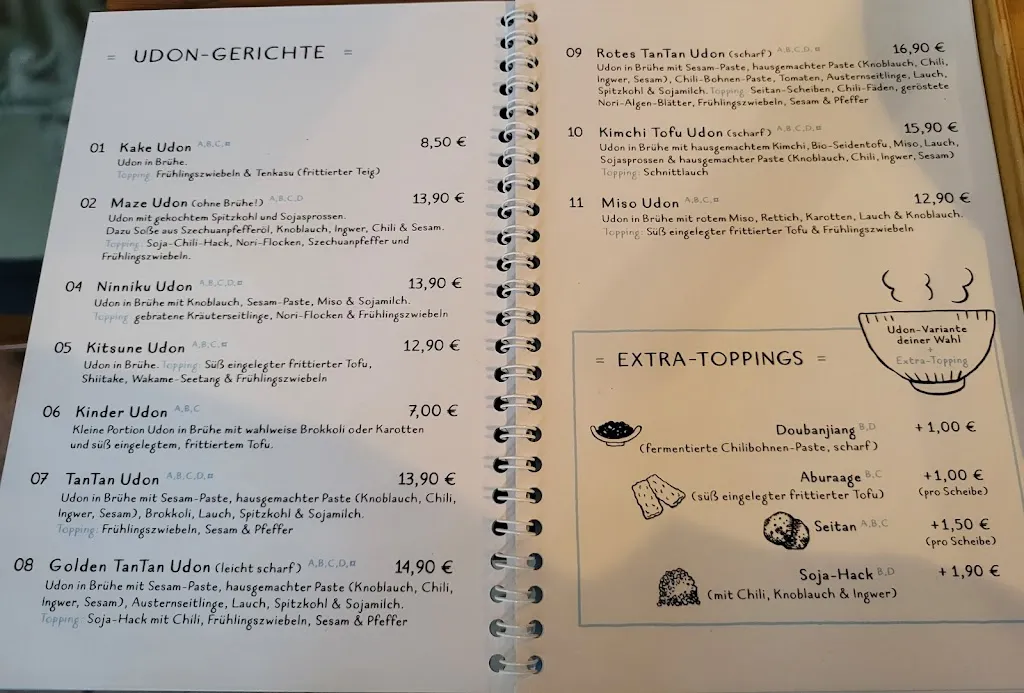 = UDON-GERICHTE =
01 Kake Udon A,B,C,¤ 8,50 €
Udon in Brühe.
Topping: Frühlingszwiebeln & Tenkasu (frittierter Teig)
02 Maze Udon (ohne Brühe!) A,B,C,D 13,90 €
Udon mit gekochtem Spitzkohl und Sojasprossen.
Dazu Soße aus Szechuanpfefferöl, Knoblauch, Ingwer, Chili & Sesam.
Topping: Soja-Chili-Hack, Nori-Flocken, Szechuanpfeffer und
Frühlingszwiebeln.
04 Ninniku Udon A,B,C,D,¤ 13,90 €
Udon in Brühe mit Knoblauch, Sesam-Paste, Miso & Sojamilch.
Topping: gebratene Kräuterseitlinge, Nori-Flocken & Frühlingszwiebeln
05 Kitsune Udon A,B,C,¤ 12,90 €
Udon in Brühe. Topping: Süß eingelegter frittierter Tofu,
Shiitake, Wakame-Seetang & Frühlingszwiebeln
06 Kinder Udon A,B,C 7,00 €
Kleine Portion Udon in Brühe mit wahlweise Brokkoli oder Karotten
und süß eingelegtem, frittiertem Tofu.
07 TanTan Udon A,B,C,D,¤ 13,90 €
Udon in Brühe mit Sesam-Paste, hausgemachter Paste (Knoblauch, Chili,
Ingwer, Sesam), Brokkoli, Lauch, Spitzkohl & Sojamilch.
Topping: Frühlingszwiebeln, Sesam & Pfeffer
08 Golden TanTan Udon (leicht scharf) A,B,C,D,¤ 14,90 €
Udon in Brühe mit Sesam-Paste, hausgemachter Paste (Knoblauch, Chili,
Ingwer, Sesam), Austernseitlinge, Lauch, Spitzkohl & Sojamilch.
Topping: Soja-Hack mit Chili, Frühlingszwiebeln, Sesam & Pfeffer
09 Rotes TanTan Udon (scharf) A,B,C,D,¤ 16,90 €
Udon in Brühe mit Sesam-Paste, hausgemachter Paste (Knoblauch, Chili,
Ingwer, Sesam), Chili-Bohnen-Paste, Tomaten, Austernseitlinge, Lauch,
Spitzkohl & Sojamilch. Topping: Seitan-Scheiben, Chili-Fäden, geröstete
Nori-Algen-Blätter, Frühlingszwiebeln, Sesam & Pfeffer
10 Kimchi Tofu Udon (scharf) A,B,C,D,¤ 15,90 €
Udon in Brühe mit hausgemachtem Kimchi, Bio-Seidentofu, Miso, Lauch,
Sojasprossen & hausgemachter Paste (Knoblauch, Chili, Ingwer, Sesam)
Topping: Schnittlauch
11 Miso Udon A,B,C,¤ 12,90 €
Udon in Brühe mit rotem Miso, Rettich, Karotten, Lauch & Knoblauch.
Topping: Süß eingelegter frittierter Tofu & Frühlingszwiebeln
Udon-Variante
deiner Wahl
+
Extra-Topping
= EXTRA-TOPPINGS =
Doubanjiang B,D +1,00 €
(fermentierte Chilibohnen-Paste, scharf)
Aburaage B,C +1,00 €
(süß eingelegter frittierter Tofu) (pro Scheibe)
Seitan A,B,C +1,50 €
(pro Scheibe)
Soja-Hack B,D +1,90 €
(mit Chili, Knoblauch & Ingwer)